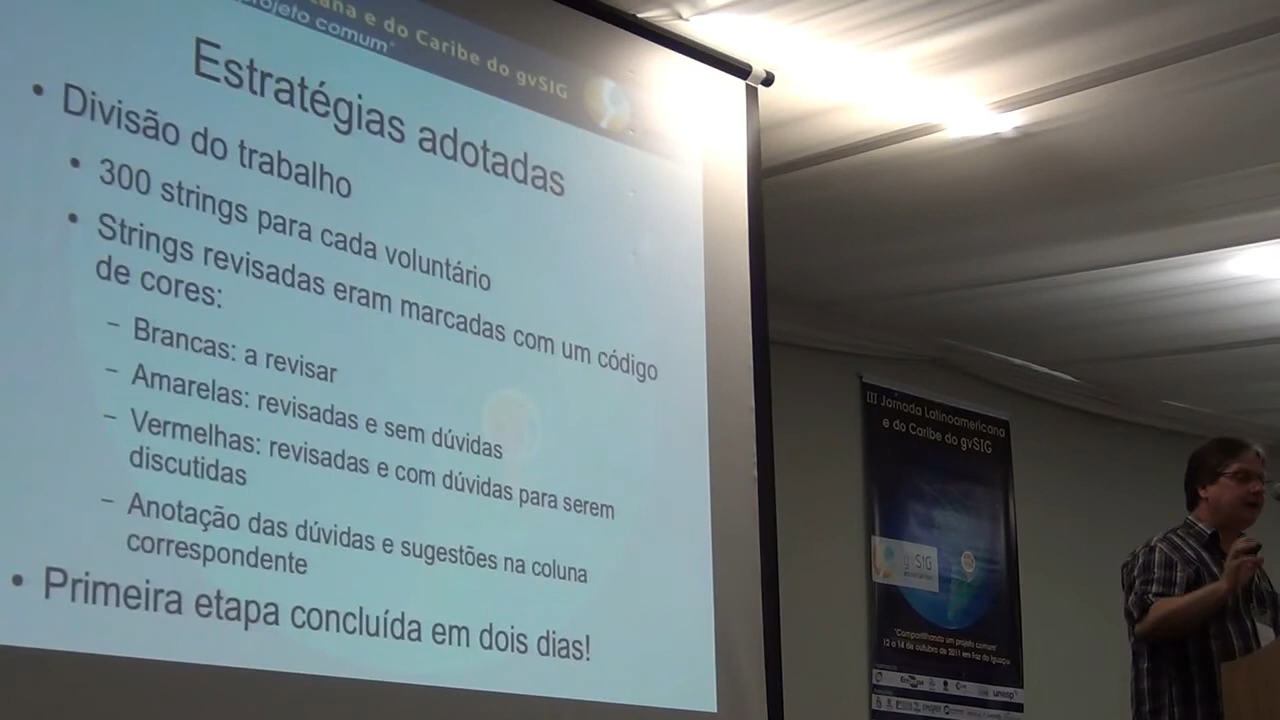 ana e do Caribe do gvSIG
projeto comum"
Estratégias adotadas
• Divisão do trabalho
• 300 strings para cada voluntário
• Strings revisadas eram marcadas com um código
de cores:
– Brancas: a revisar
– Amarelas: revisadas e sem dúvidas
– Vermelhas: revisadas e com dúvidas para serem
discutidas
– Anotação das dúvidas e sugestões na coluna
correspondente
• Primeira etapa concluída em dois dias!
III Jornada Latinoamericana
e do Caribe do gvSIG
gvSIG
"Compartilhando um projeto comum"
12 a 14 de outubro de 2011 em Foz do Iguaçu
Embrapa
unesp